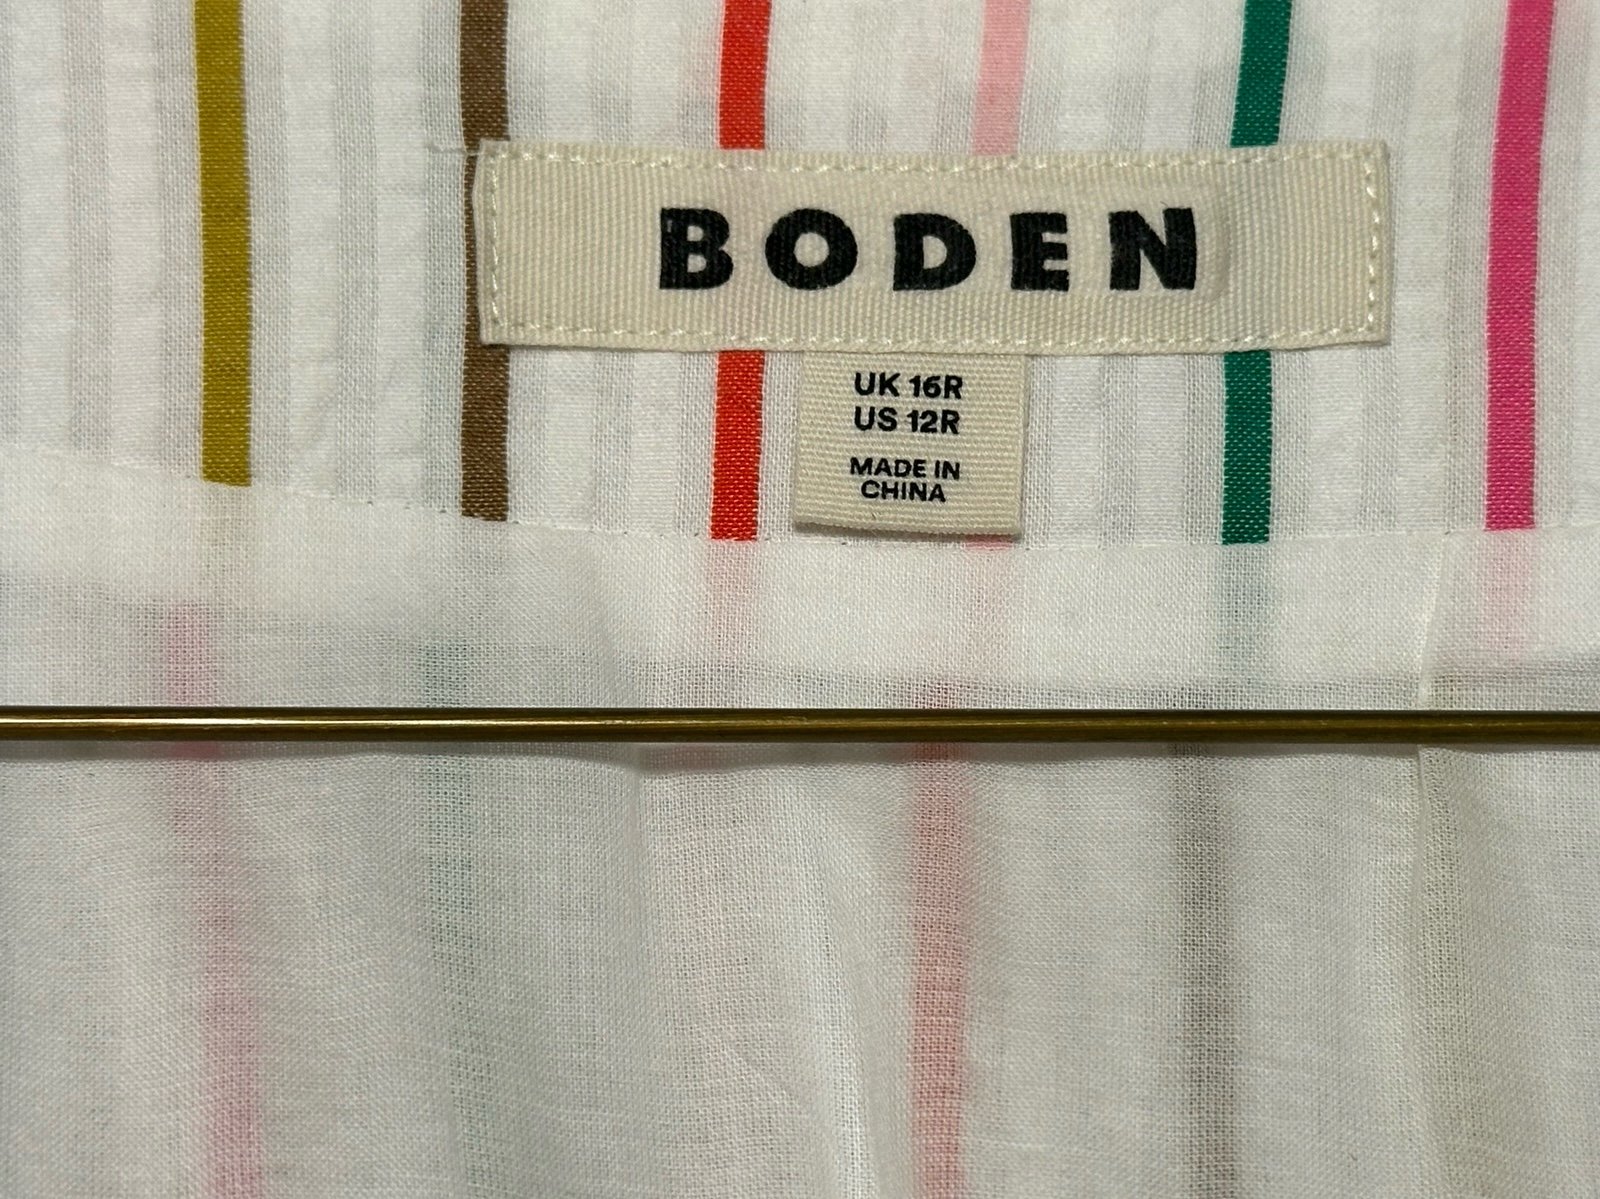 BODEN
UK 16R
US 12R
MADE IN
CHINA